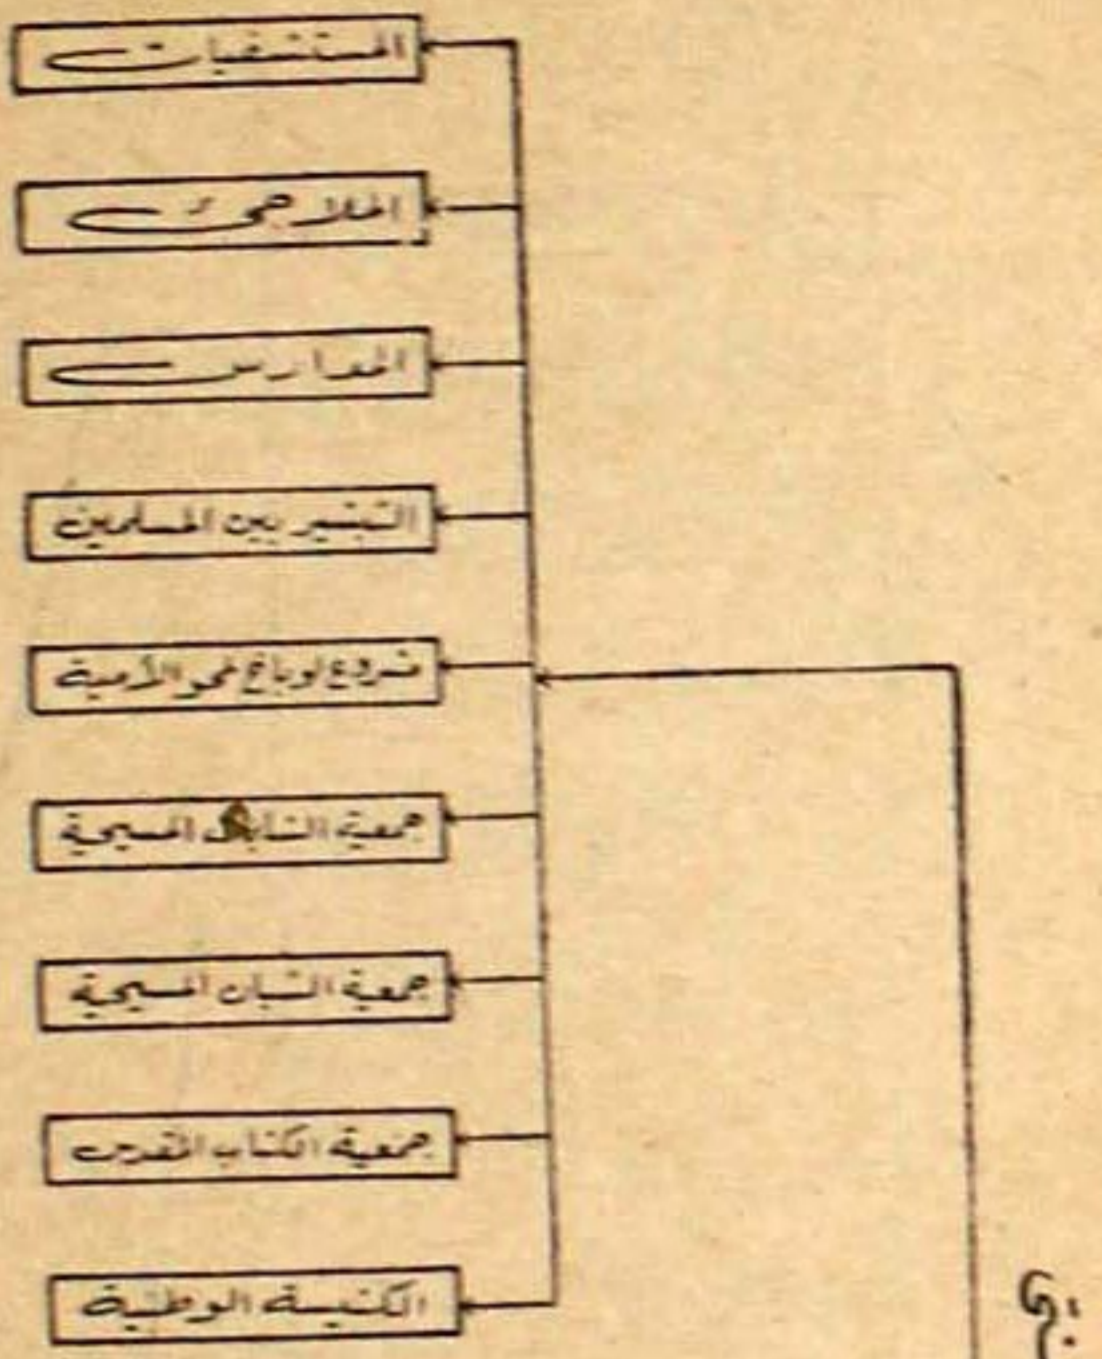 المستشفيات
الملاجئ
المدارس
التبشير بين المسلمين
مشروع لوباخ لمحو الأمية
جمعية الشابات المسيحية
جمعية الشبان المسيحية
جمعية الكتاب المقدس
الكنيسة الوطنية